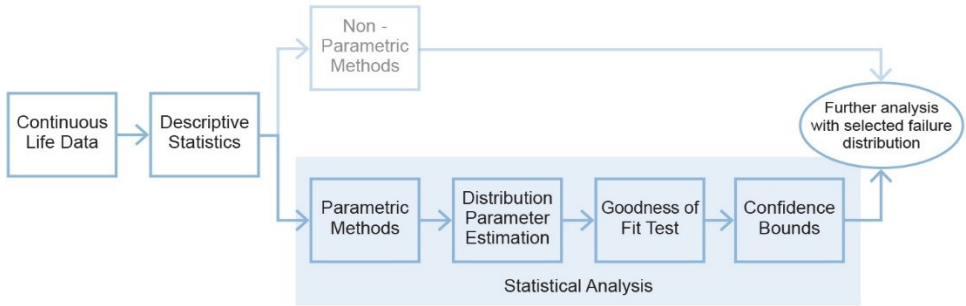 Non -
Parametric
Methods
Continuous
Life Data
Descriptive
Statistics
Further analysis
with selected failure
distribution
Parametric
Methods
Distribution
Parameter
Estimation
Goodness of
Fit Test
Confidence
Bounds
Statistical Analysis